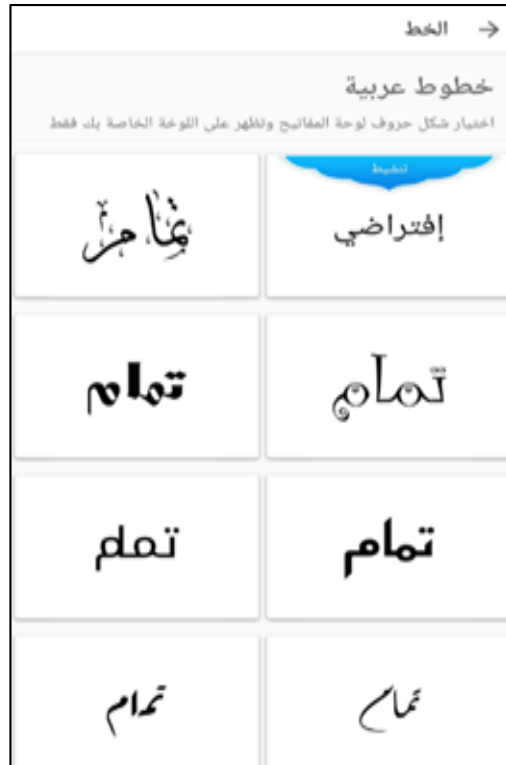 الخط
خطوط عربية
اختيار شكل حروف لوحة المفاتيح وتظهر على اللوحة الخاصة بك فقط
تنشيط
إفتراضي
تمام
تمام
تمام
تمام
تمام
تمام
تمام